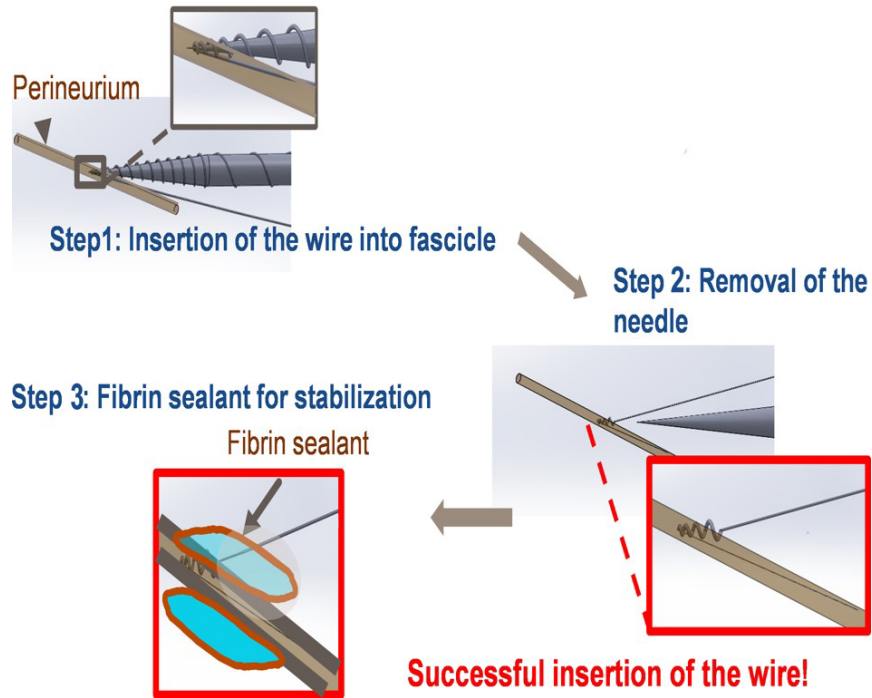 Perineurium
Step1: Insertion of the wire into fascicle
Step 2: Removal of the
needle
Step 3: Fibrin sealant for stabilization
Fibrin sealant
Successful insertion of the wire!